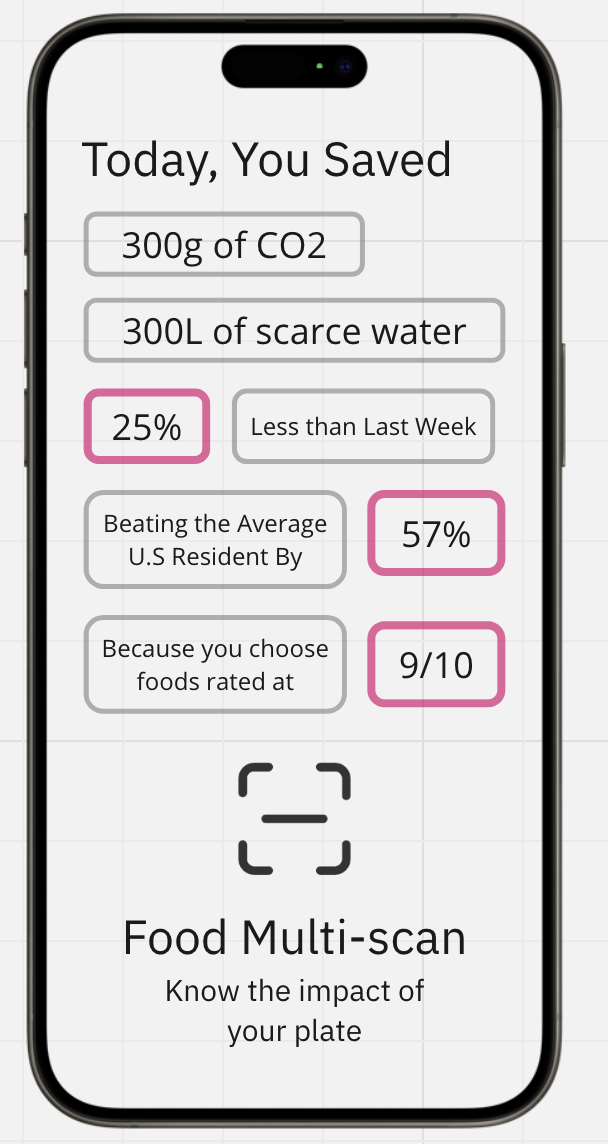 Today, You Saved
300g of CO2
300L of scarce water
25%
Less than Last Week
Beating the Average
U.S Resident By
57%
Because you choose
foods rated at
9/10
Food Multi-scan
Know the impact of
your plate